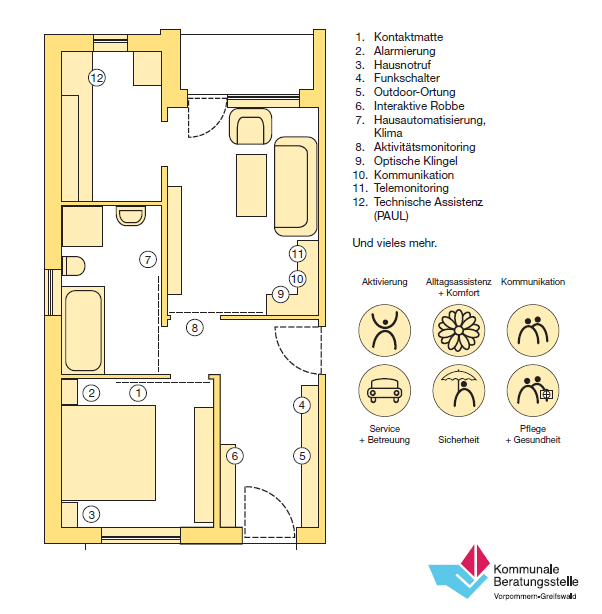 1. Kontaktmatte
2. Alarmierung
3. Hausnotruf
4. Funkschalter
5. Outdoor-Ortung
6. Interaktive Robbe
7. Hausautomatisierung,
Klima
8. Aktivitätsmonitoring
9. Optische Klingel
10. Kommunikation
11. Telemonitoring
12. Technische Assistenz
(PAUL)
Und vieles mehr.
Aktivierung
Alltagsassistenz
+ Komfort
Kommunikation
Service
+ Betreuung
Sicherheit
Pflege
+ Gesundheit
12
7
11
10
9
8
2
1
4
6
5
3
Kommunale
Beratungsstelle
Vorpommern•Greifswald